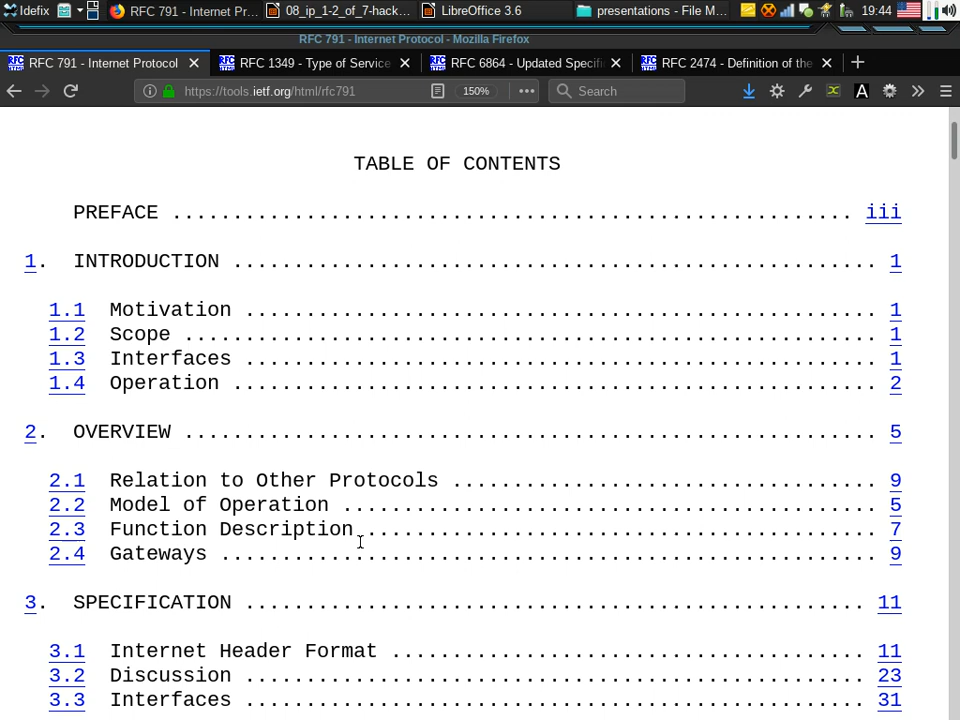 Idefix RFC 791 - Internet Pr... 08_ip_1-2_of_7-hack... LibreOffice 3.6 presentations - File M... 19:44
RFC 791 - Internet Protocol - Mozilla Firefox
RFC 791 - Internet Protocol RFC 1349 - Type of Service RFC 6864 - Updated Specifi RFC 2474 - Definition of the
https://tools.ietf.org/html/rfc791 150% Search
TABLE OF CONTENTS
PREFACE ........................................................ iii
1. INTRODUCTION ..................................................... 1
1.1 Motivation .................................................... 1
1.2 Scope ......................................................... 1
1.3 Interfaces .................................................... 1
1.4 Operation ..................................................... 2
2. OVERVIEW ......................................................... 5
2.1 Relation to Other Protocols ................................... 9
2.2 Model of Operation ............................................ 5
2.3 Function Description .......................................... 7
2.4 Gateways ...................................................... 9
3. SPECIFICATION ................................................... 11
3.1 Internet Header Format ....................................... 11
3.2 Discussion ................................................... 23
3.3 Interfaces ................................................... 31